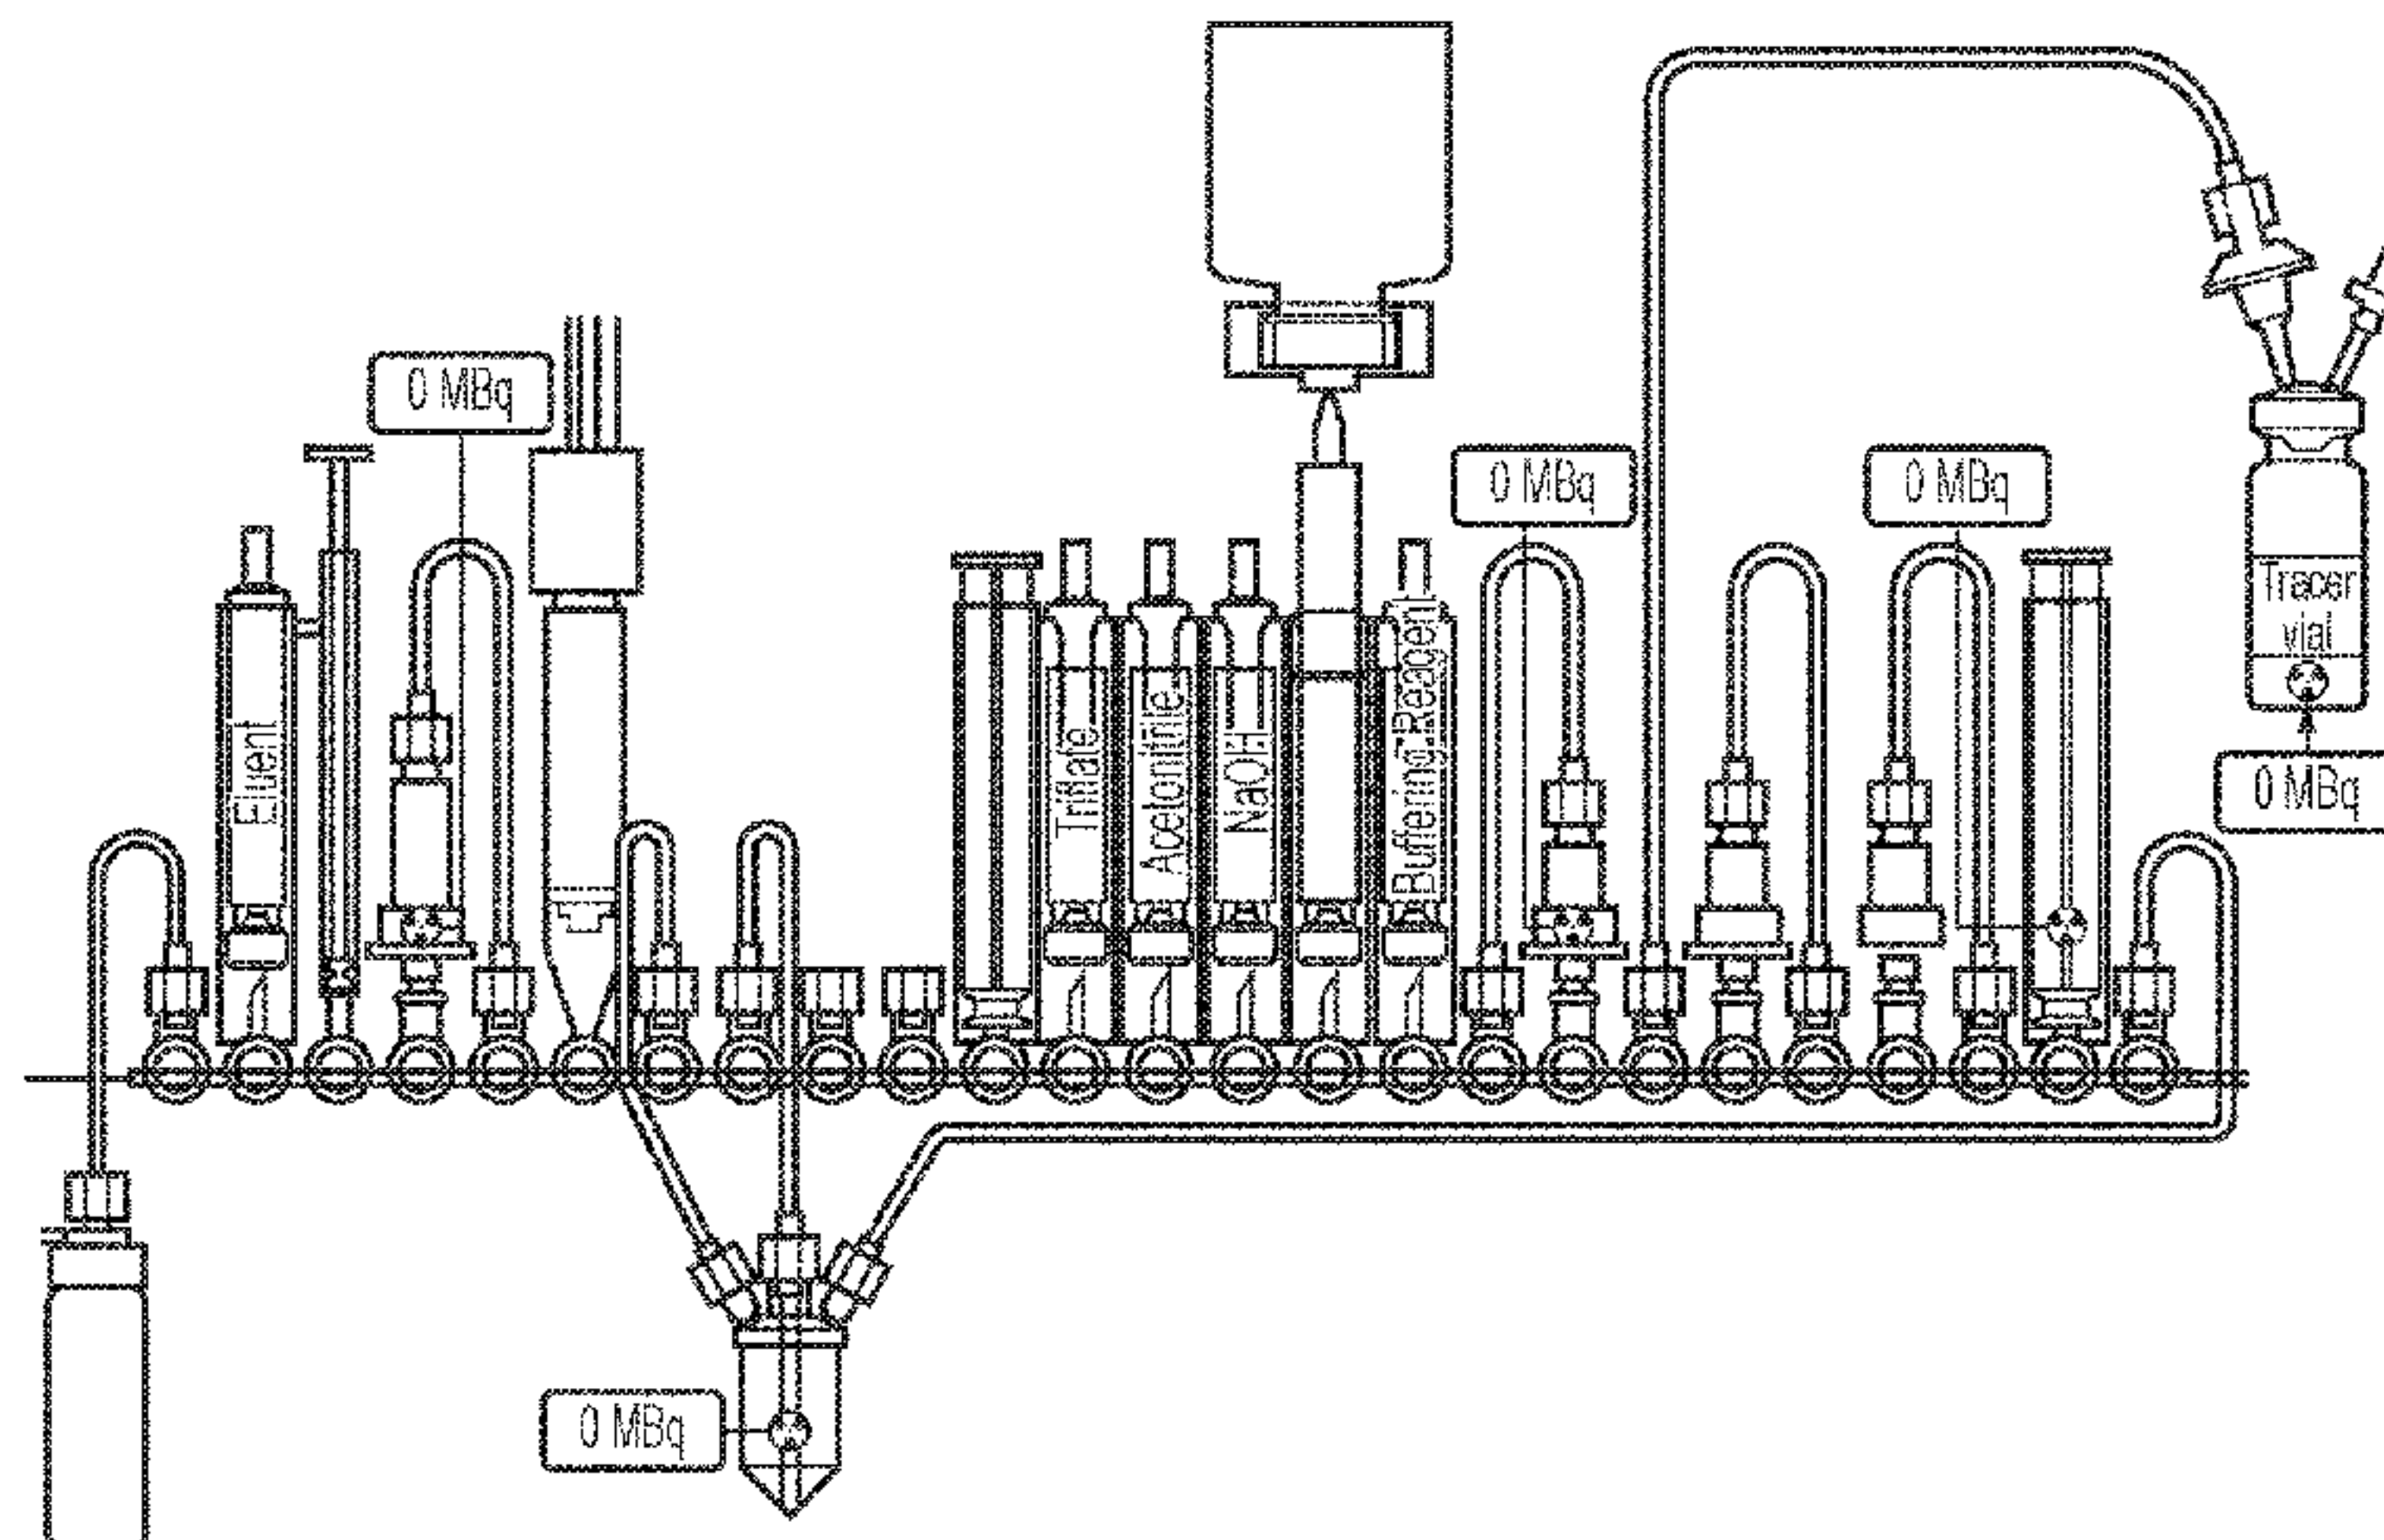 0 MBq
0 MBq
0 MBq
Tracer
vial
0 MBq
Eluent
Triflate
Acetonitrile
NaOH
Buffering Reagent
0 MBq